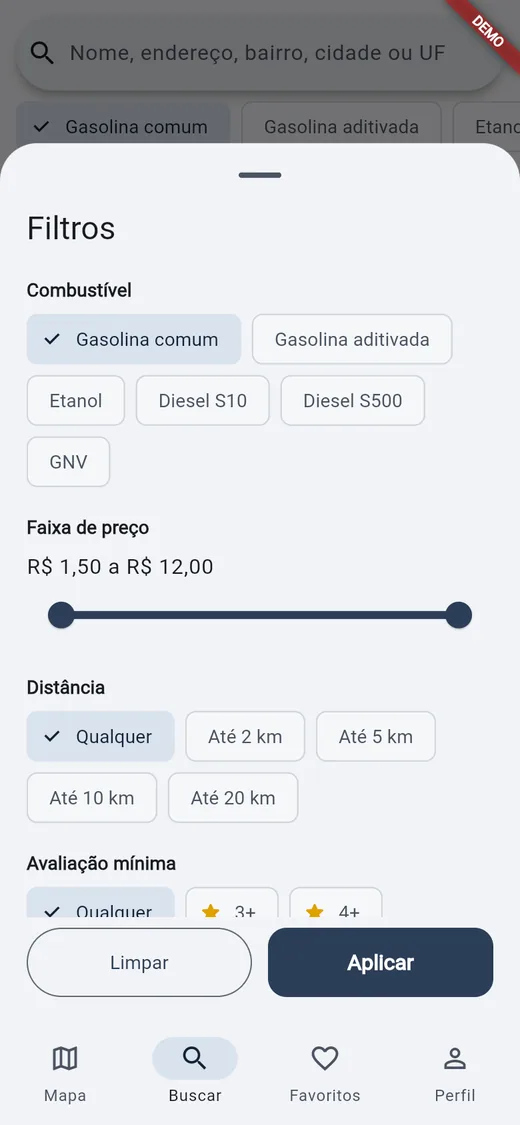 DEMO
Nome, endereço, bairro, cidade ou UF
Gasolina comum Gasolina aditivada Etano
Filtros
Combustível
Gasolina comum Gasolina aditivada
Etanol Diesel S10 Diesel S500
GNV
Faixa de preço
R$ 1,50 a R$ 12,00
Distância
Qualquer Até 2 km Até 5 km
Até 10 km Até 20 km
Avaliação mínima
Qualquer 3+ 4+
Limpar Aplicar
Mapa Buscar Favoritos Perfil